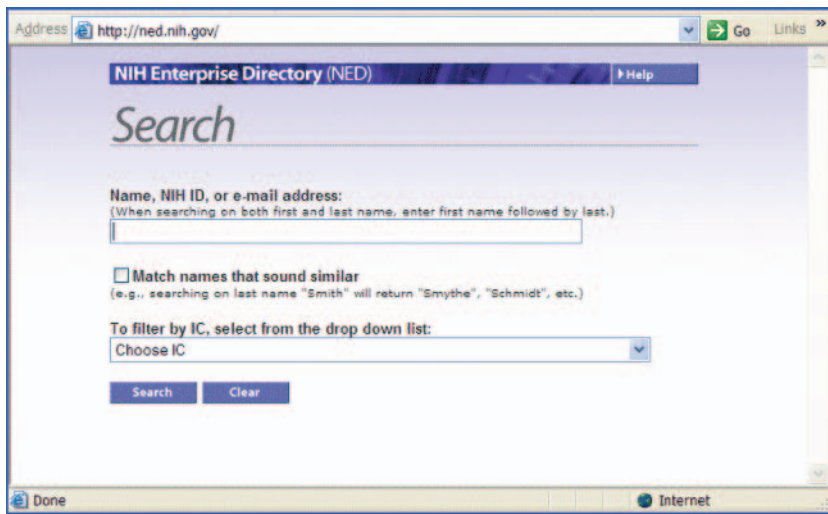 Address http://ned.nih.gov/ Go Links »
NIH Enterprise Directory (NED) Help
Search
Name, NIH ID, or e-mail address:
(When searching on both first and last name, enter first name followed by last.)
Match names that sound similar
(e.g., searching on last name "Smith" will return "Smythe", "Schmidt", etc.)
To filter by IC, select from the drop down list:
Choose IC
Search Clear
Done Internet